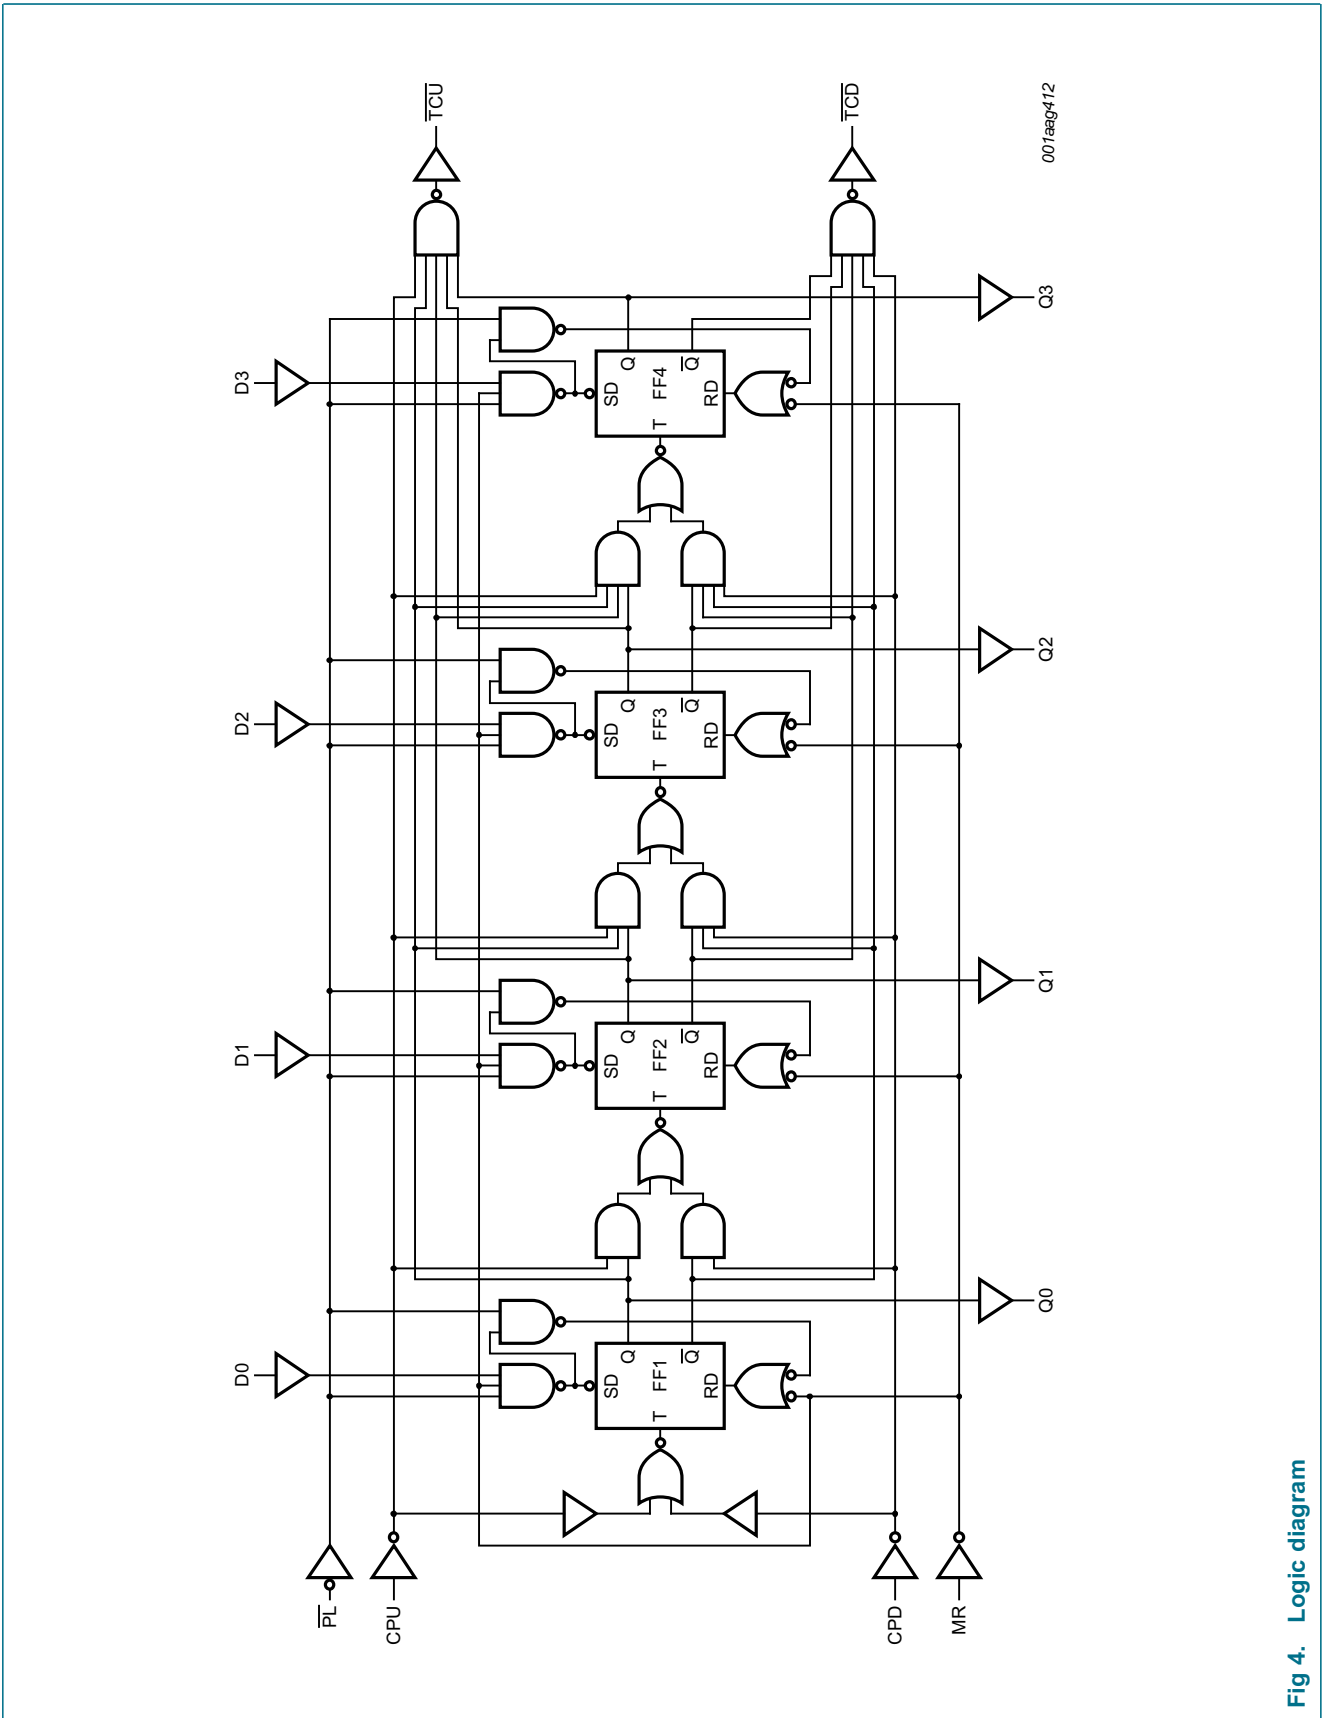 TCU
TCD
001aag412
D3
SD
Q
FF4
Q
RD
T
Q3
D2
SD
Q
FF3
Q
RD
T
Q2
D1
SD
Q
FF2
Q
RD
T
Q1
D0
SD
Q
FF1
Q
RD
T
Q0
PL
CPU
CPD
MR
Fig 4. Logic diagram